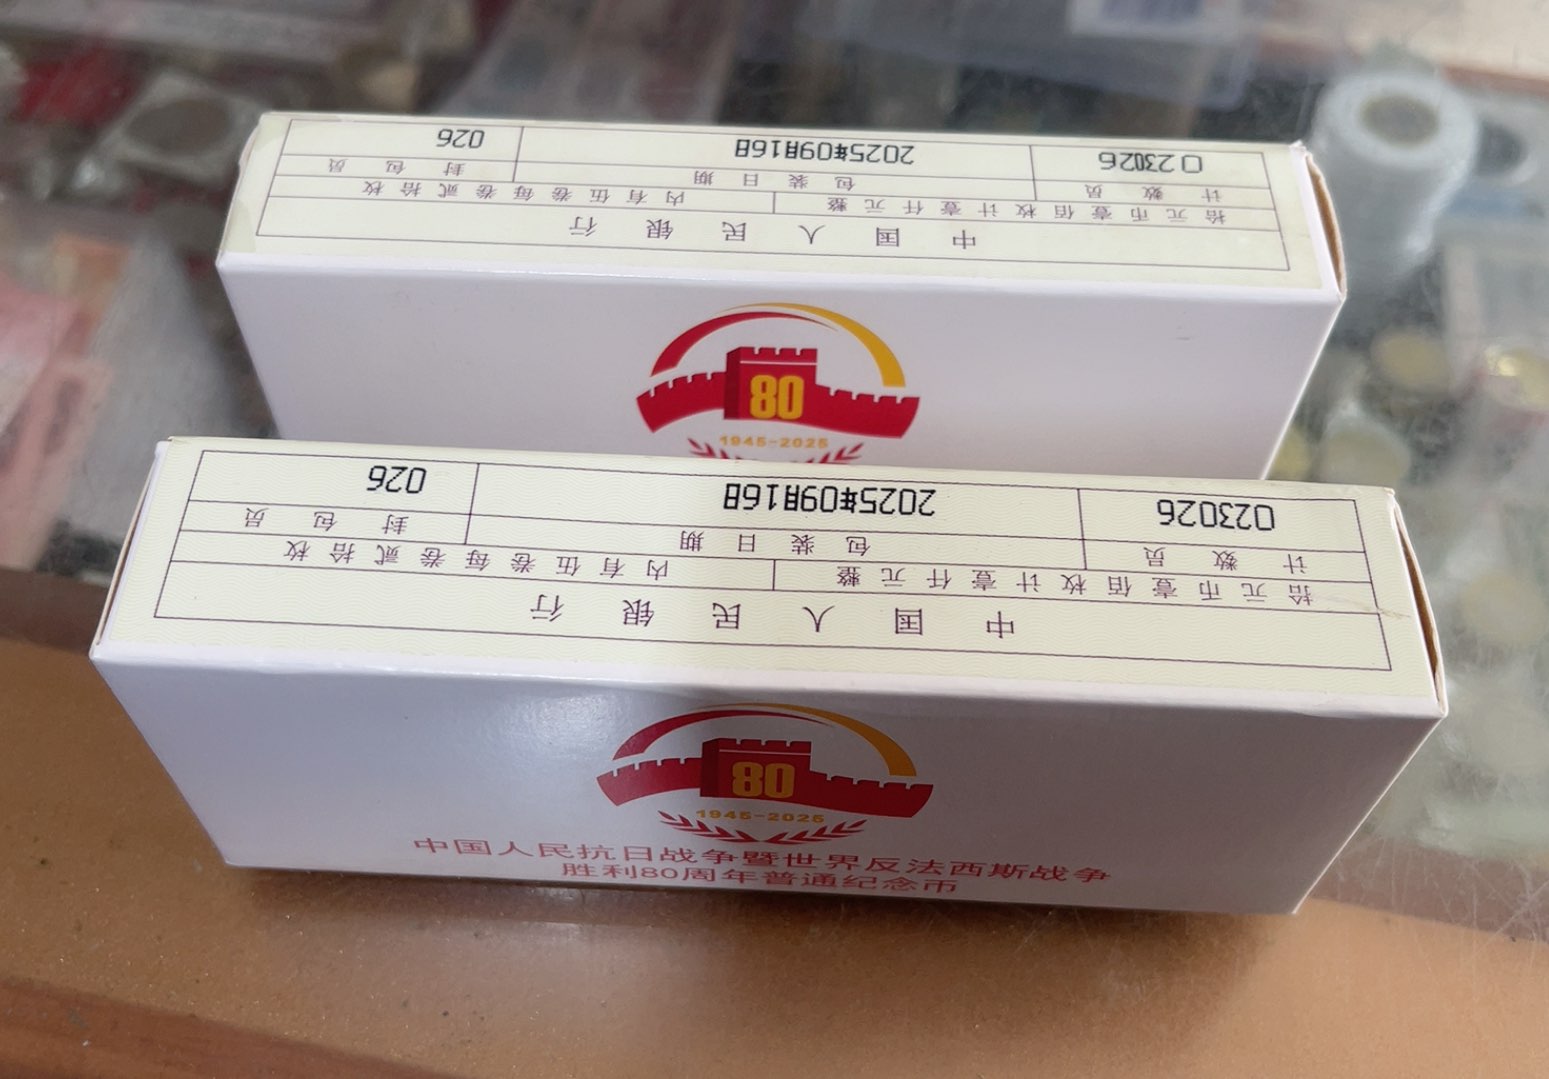 中国人民银行
拾元币壹佰枚计壹仟元整 内有伍卷每卷贰拾枚
计数员 包装日期 封包员
023026 2025年09月16日 026
80
1945-2025
中国人民银行
拾元币壹佰枚计壹仟元整 内有伍卷每卷贰拾枚
计数员 包装日期 封包员
023026 2025年09月16日 026
80
1945-2025
中国人民抗日战争暨世界反法西斯战争
胜利80周年普通纪念币